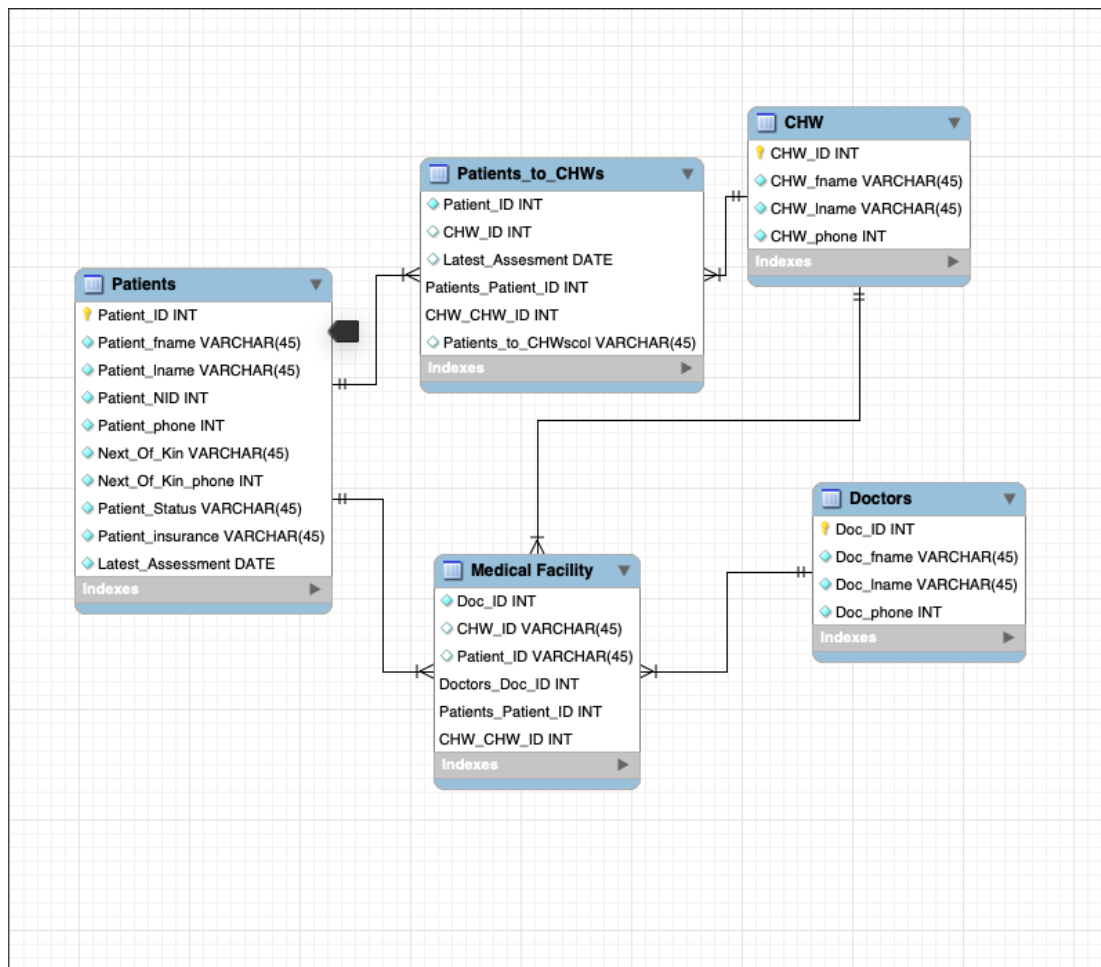 CHW
CHW_ID INT
CHW_fname VARCHAR(45)
CHW_lname VARCHAR(45)
CHW_phone INT
Indexes
Patients_to_CHWs
Patient_ID INT
CHW_ID INT
Latest_Assesment DATE
Patients_Patient_ID INT
CHW_CHW_ID INT
Patients_to_CHWscol VARCHAR(45)
Indexes
Patients
Patient_ID INT
Patient_fname VARCHAR(45)
Patient_lname VARCHAR(45)
Patient_NID INT
Patient_phone INT
Next_Of_Kin VARCHAR(45)
Next_Of_Kin_phone INT
Patient_Status VARCHAR(45)
Patient_insurance VARCHAR(45)
Latest_Assessment DATE
Indexes
Doctors
Doc_ID INT
Doc_fname VARCHAR(45)
Doc_lname VARCHAR(45)
Doc_phone INT
Indexes
Medical Facility
Doc_ID INT
CHW_ID VARCHAR(45)
Patient_ID VARCHAR(45)
Doctors_Doc_ID INT
Patients_Patient_ID INT
CHW_CHW_ID INT
Indexes